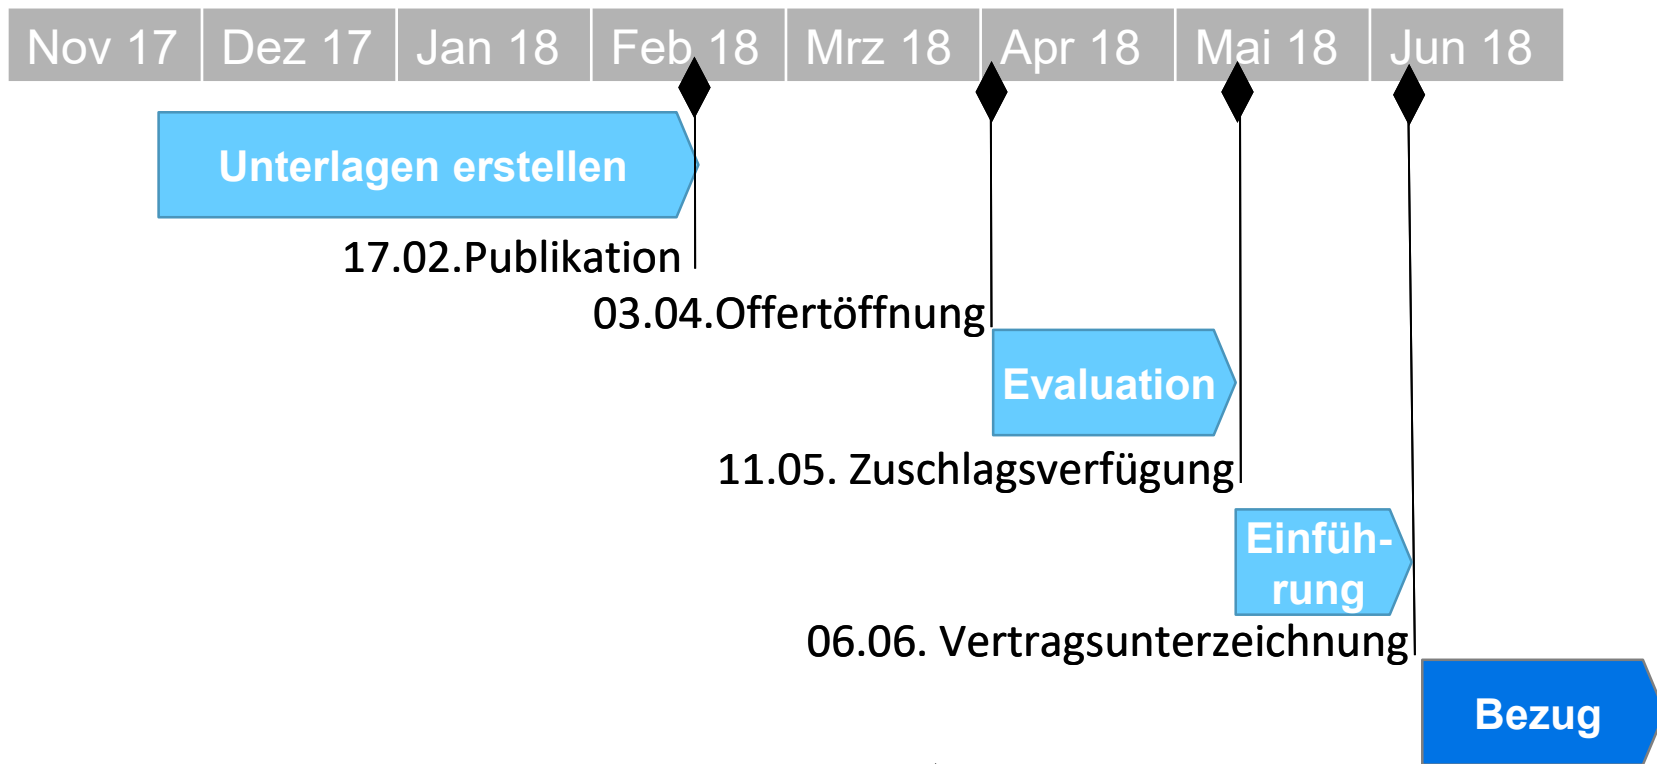 Nov 17 Dez 17 Jan 18 Feb 18 Mrz 18 Apr 18 Mai 18 Jun 18
Unterlagen erstellen
17.02.Publikation
03.04.Offertöffnung
Evaluation
11.05. Zuschlagsverfügung
Einfüh-
rung
06.06. Vertragsunterzeichnung
Bezug